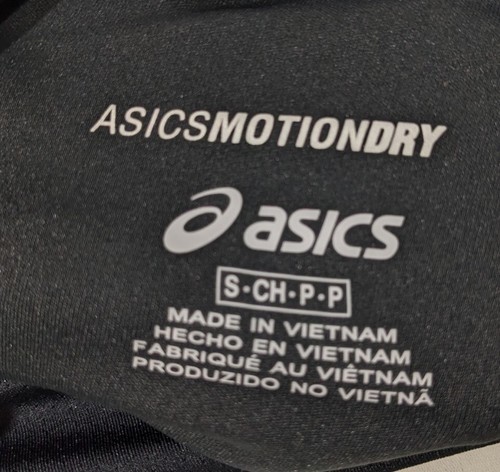 ASICSMOTIONDRY
asics
S·CH·P·P
MADE IN VIETNAM
HECHO EN VIETNAM
FABRIQUÉ AU VIÊTNAM
PRODUZIDO NO VIETNÃ